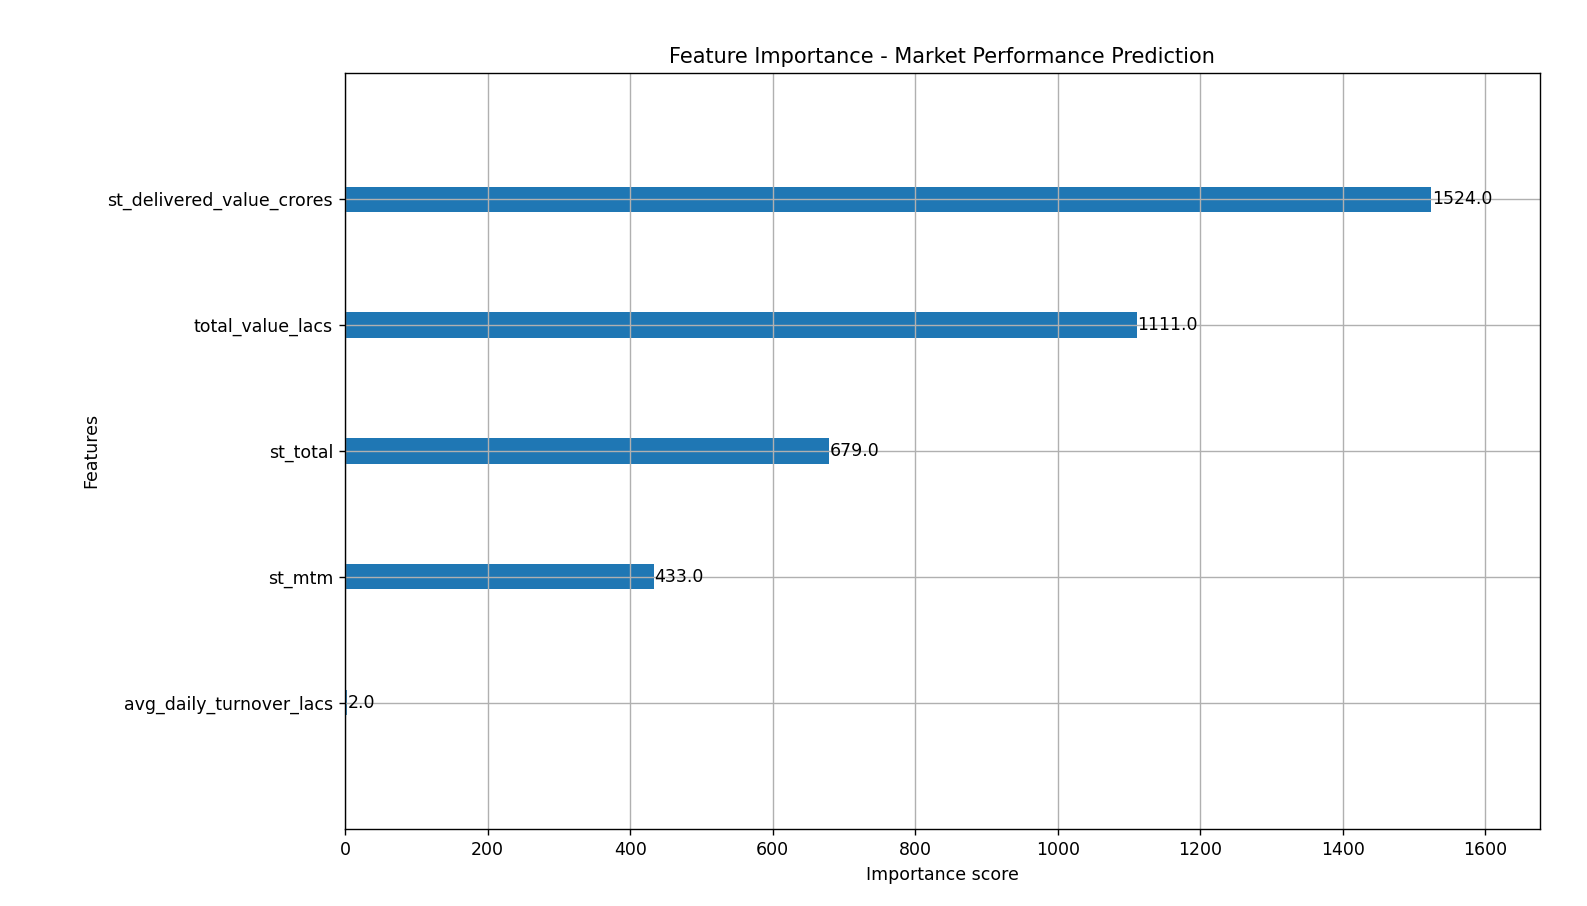 Feature Importance - Market Performance Prediction
Features
st_delivered_value_crores
1524.0
total_value_lacs
1111.0
st_total
679.0
st_mtm
433.0
avg_daily_turnover_lacs
2.0
0 200 400 600 800 1000 1200 1400 1600
Importance score